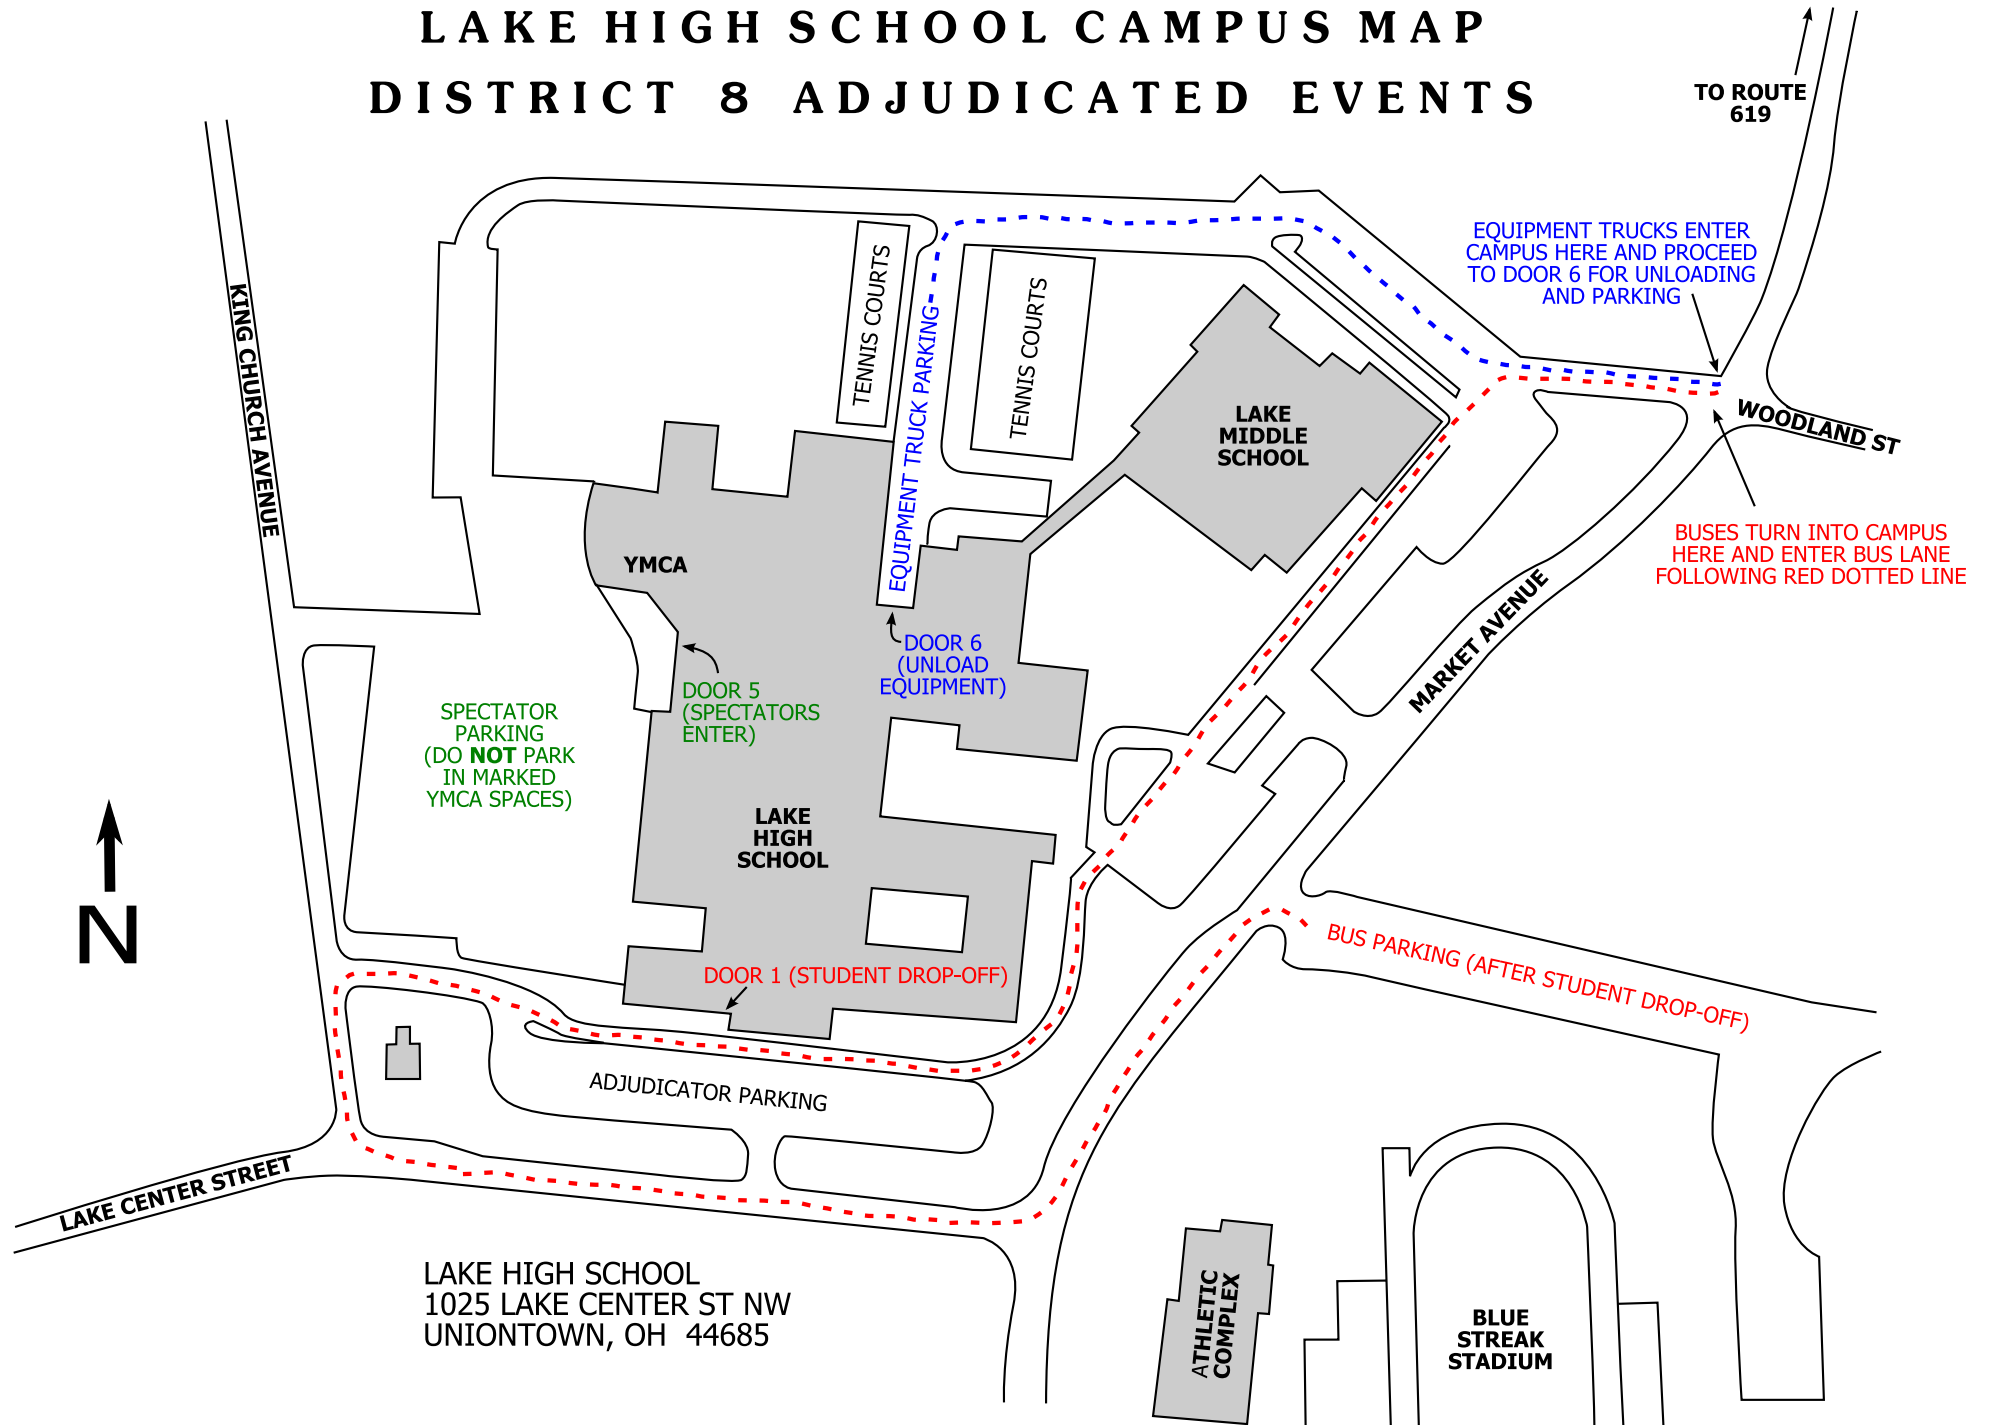 LAKE HIGH SCHOOL CAMPUS MAP
DISTRICT 8 ADJUDICATED EVENTS
TO ROUTE
619
EQUIPMENT TRUCKS ENTER
CAMPUS HERE AND PROCEED
TO DOOR 6 FOR UNLOADING
AND PARKING
KING CHURCH AVENUE
TENNIS COURTS
EQUIPMENT TRUCK PARKING
TENNIS COURTS
LAKE
MIDDLE
SCHOOL
WOODLAND ST
BUSES TURN INTO CAMPUS
HERE AND ENTER BUS LANE
FOLLOWING RED DOTTED LINE
YMCA
MARKET AVENUE
DOOR 6
(UNLOAD
EQUIPMENT)
DOOR 5
(SPECTATORS
ENTER)
SPECTATOR
PARKING
(DO NOT PARK
IN MARKED
YMCA SPACES)
LAKE
HIGH
SCHOOL
N
DOOR 1 (STUDENT DROP-OFF)
BUS PARKING (AFTER STUDENT DROP-OFF)
ADJUDICATOR PARKING
LAKE CENTER STREET
LAKE HIGH SCHOOL
1025 LAKE CENTER ST NW
UNIONTOWN, OH  44685
ATHLETIC
COMPLEX
BLUE
STREAK
STADIUM